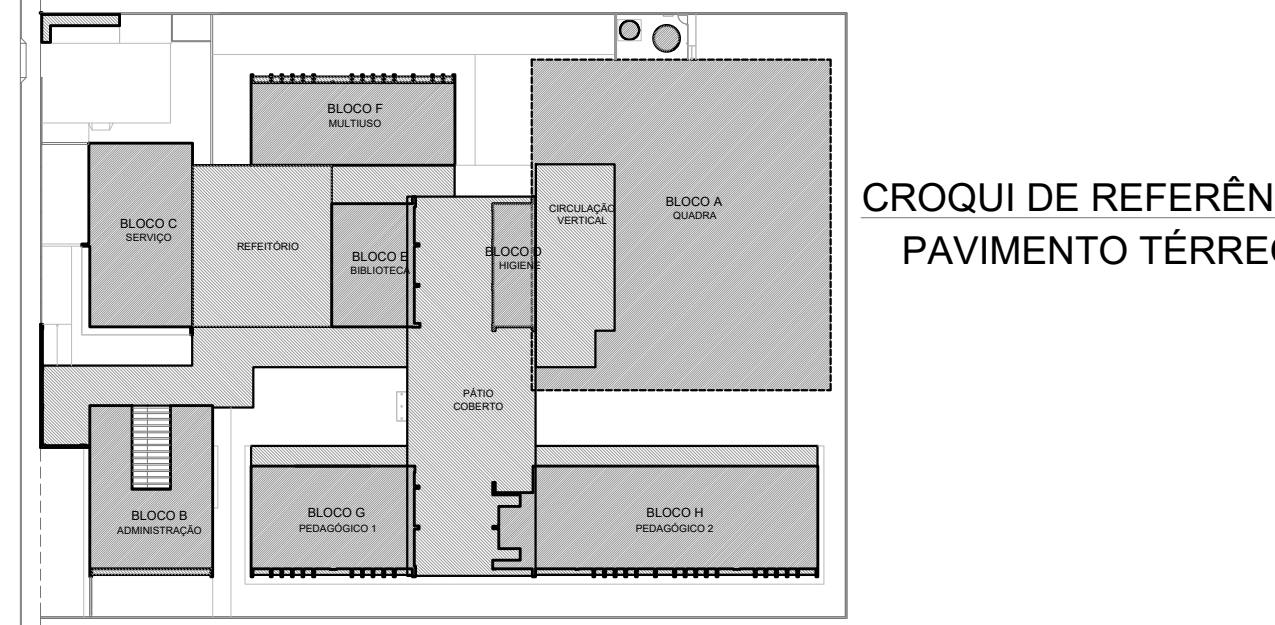 BLOCO F
MULTIUSO
BLOCO A
QUADRA
CROQUI DE REFERÊN
PAVIMENTO TÉRREO
CIRCULAÇÃO
VERTICAL
BLOCO C
SERVIÇO
REFEITÓRIO
BLOCO E
BIBLIOTECA
BLOCO D
HIGIENE
PÁTIO
COBERTO
BLOCO B
ADMINISTRAÇÃO
BLOCO G
PEDAGÓGICO 1
BLOCO H
PEDAGÓGICO 2